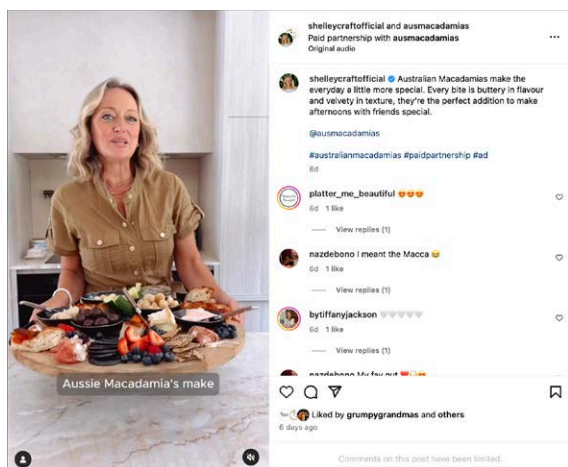 shelleycraftofficial and ausmacadamias
Paid partnership with ausmacadamias
Original audio
shelleycraftofficial Australian Macadamias make the
everyday a little more special. Every bite is buttery in flavour
and velvety in texture, they're the perfect addition to make
afternoons with friends special.
@ausmacadamias
#australianmacadamias #paidpartnership #ad
6d
platter_me_beautiful 😍😍😍
6d 1 like
View replies (1)
nazdebono I meant the Macca 😂
6d 1 like
View replies (1)
bytiffanyjackson 🤍🤍🤍🤍🤍
6d 1 like
View replies (1)
nazdebono My fav nut
Aussie Macadamia's make
Liked by grumpygrandmas and others
6 days ago
Comments on this post have been limited.